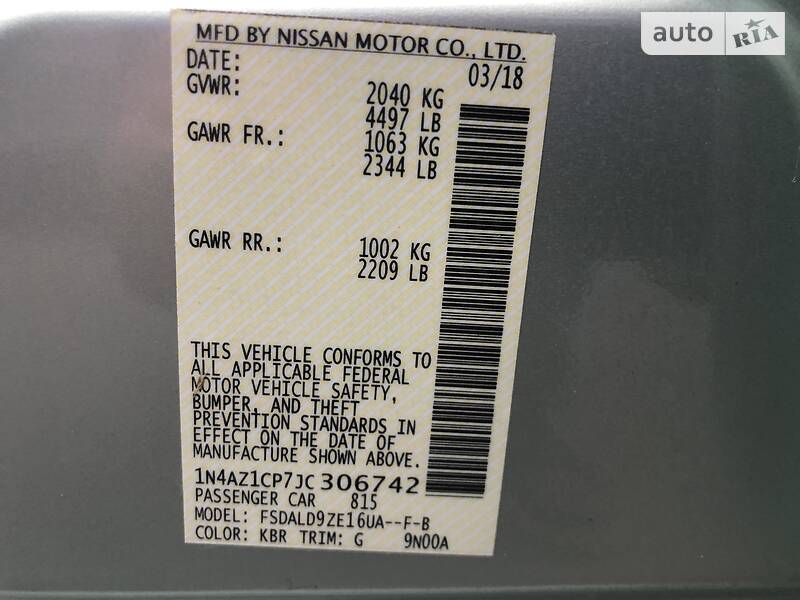 auto RIA
MFD BY NISSAN MOTOR CO., LTD.
DATE: 03/18
GVWR: 2040 KG
4497 LB
GAWR FR.: 1063 KG
2344 LB
GAWR RR.: 1002 KG
2209 LB
THIS VEHICLE CONFORMS TO
ALL APPLICABLE FEDERAL
MOTOR VEHICLE SAFETY,
BUMPER, AND THEFT
PREVENTION STANDARDS IN
EFFECT ON THE DATE OF
MANUFACTURE SHOWN ABOVE.
1N4AZ1CP7JC306742
PASSENGER CAR 815
MODEL: FSDALD9ZE16UA--F-B
COLOR: KBR TRIM: G 9N00A